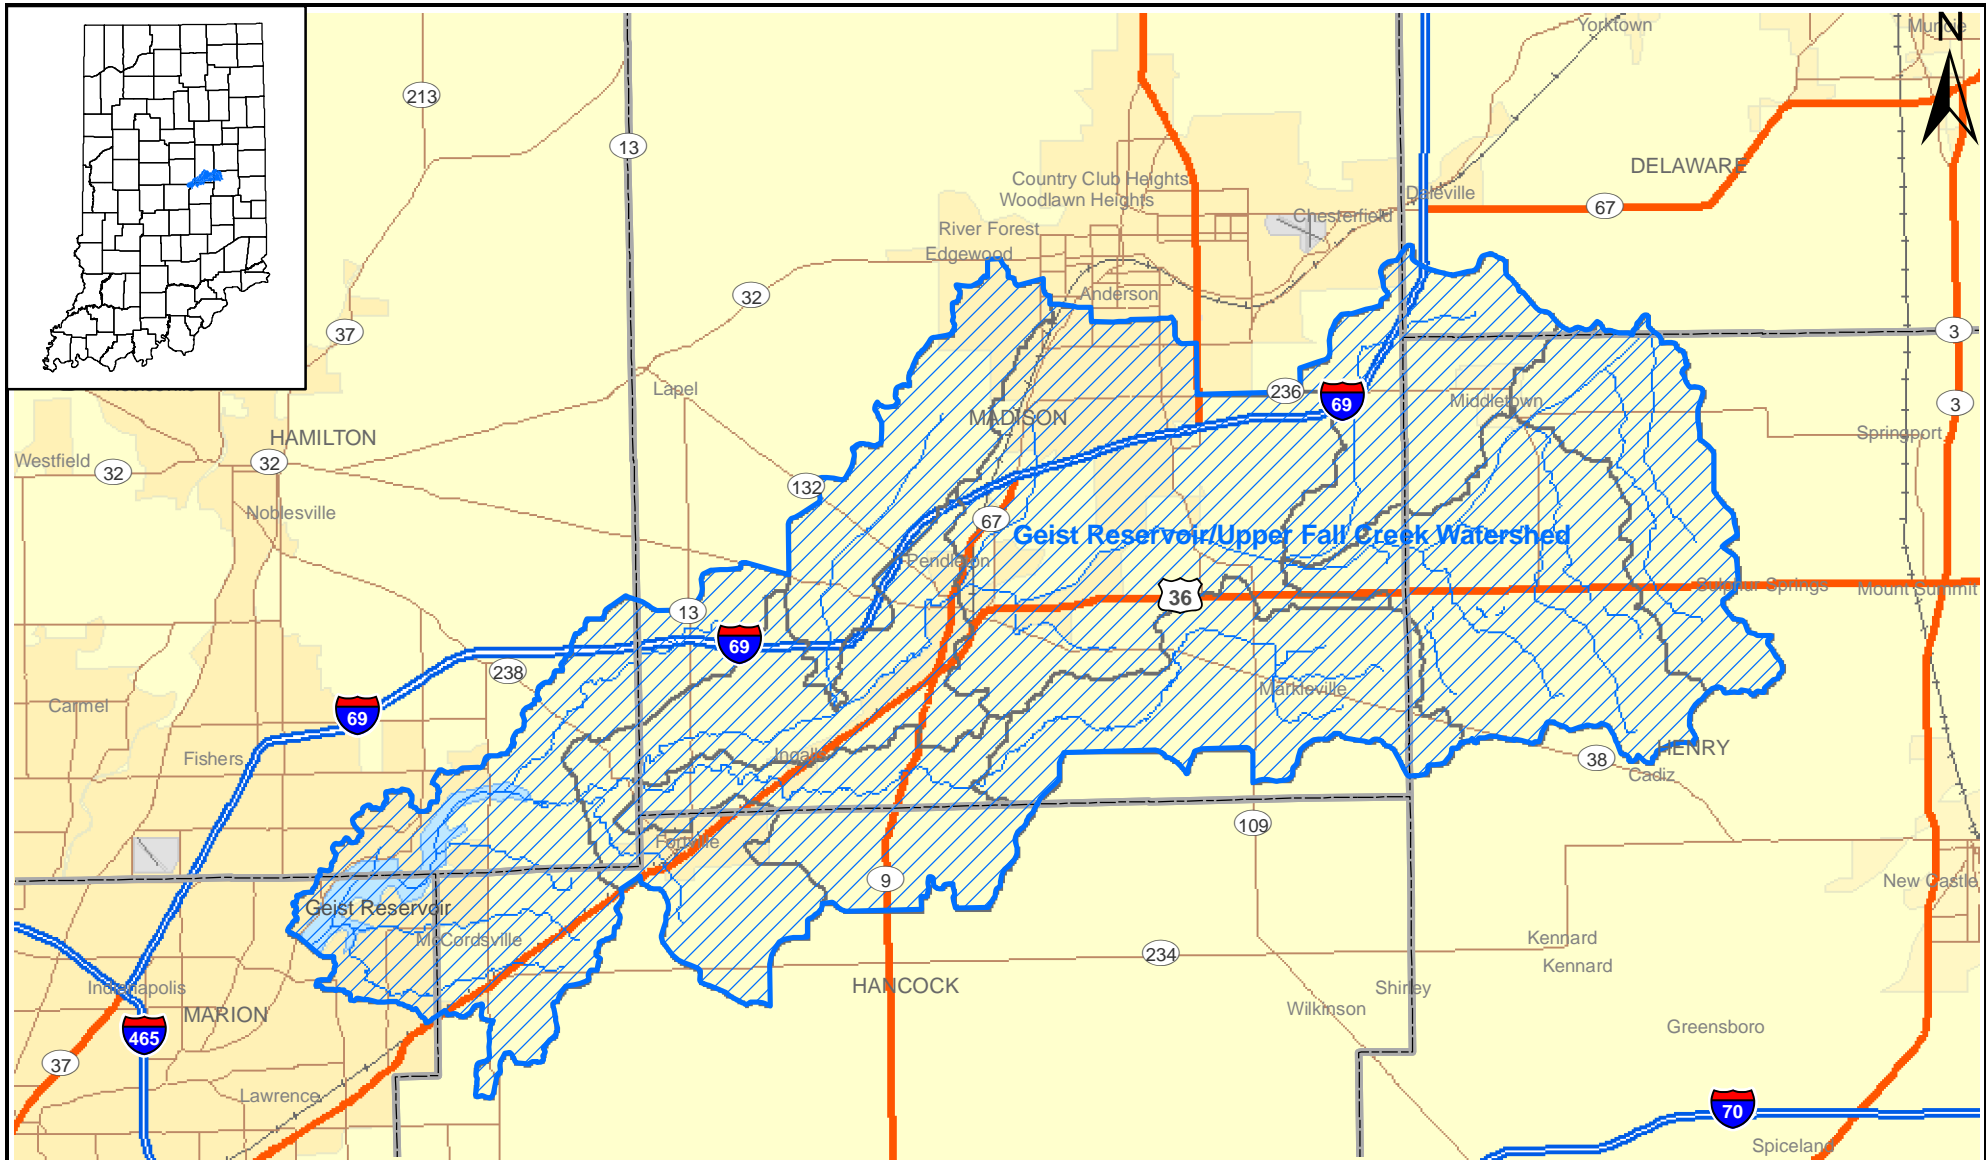 Yorktown
Muncie
N
213
13
DELAWARE
Country Club Heights
Woodlawn Heights
Daleville
67
Chesterfield
River Forest
Edgewood
Anderson
32
37
3
Lapel
236
69
Middletown
3
MADISON
HAMILTON
Springport
Westfield
32
32
132
Noblesville
67
Geist Reservoir/Upper Fall Creek Watershed
Pendleton
36
Sulphur Springs
Mount Summit
13
69
238
Markleville
Carmel
69
Fishers
Ingalls
38
HENRY
Cadiz
109
Fortville
9
New Castle
Geist Reservoir
McCordsville
Kennard
234
Kennard
Indianapolis
HANCOCK
Shirley
Wilkinson
MARION
Greensboro
465
37
Lawrence
70
Spiceland